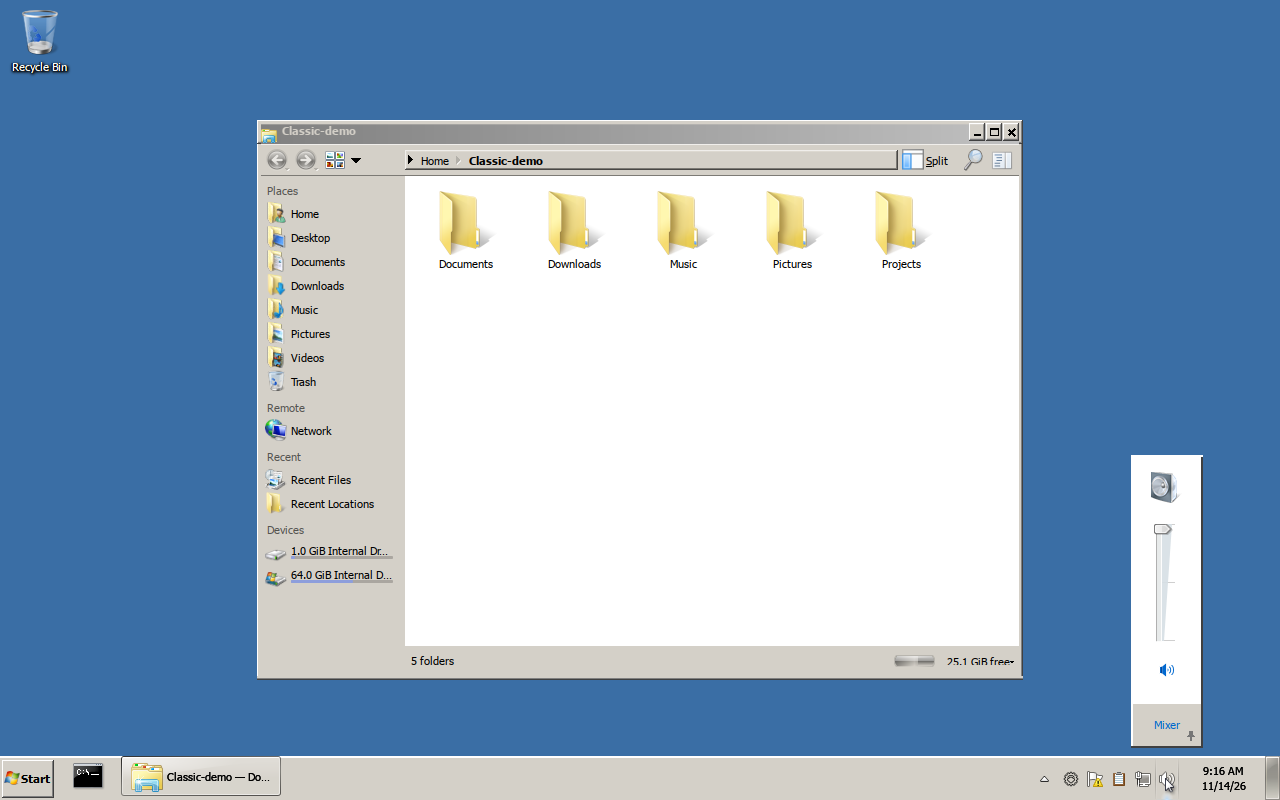 Recycle Bin
Classic-demo
Home
Classic-demo
Split
Places
Home
Desktop
Documents
Downloads
Music
Pictures
Videos
Trash
Remote
Network
Recent
Recent Files
Recent Locations
Devices
1.0 GiB Internal Dr...
64.0 GiB Internal D...
Documents
Downloads
Music
Pictures
Projects
5 folders
25.1 GiB free
Mixer
Start
C:\
Classic-demo — Do...
9:16 AM
11/14/26